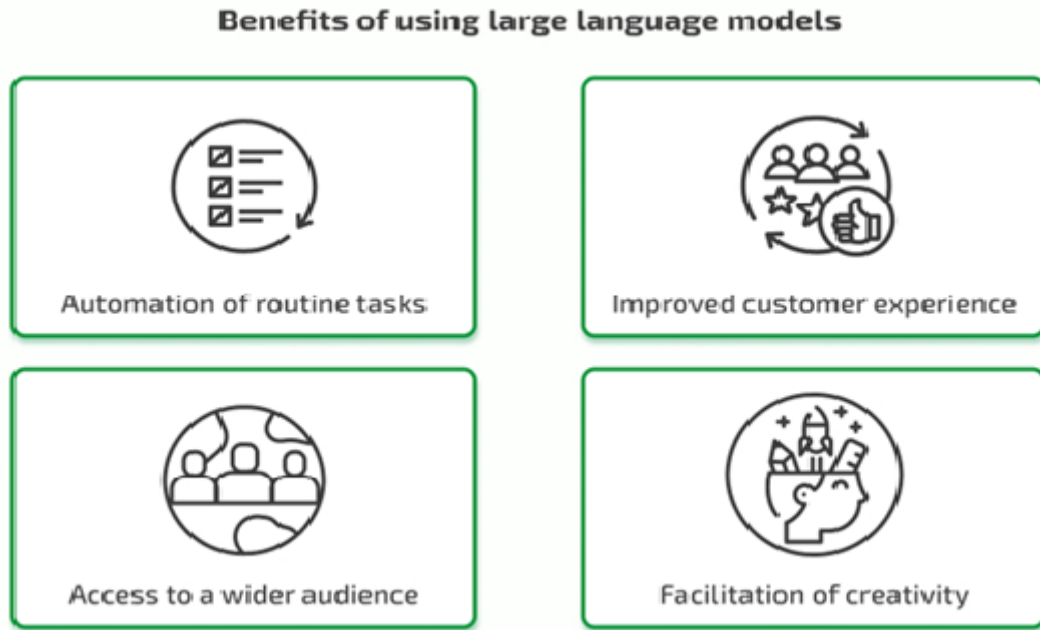 Benefits of using large language models
Automation of routine tasks
Improved customer experience
Access to a wider audience
Facilitation of creativity